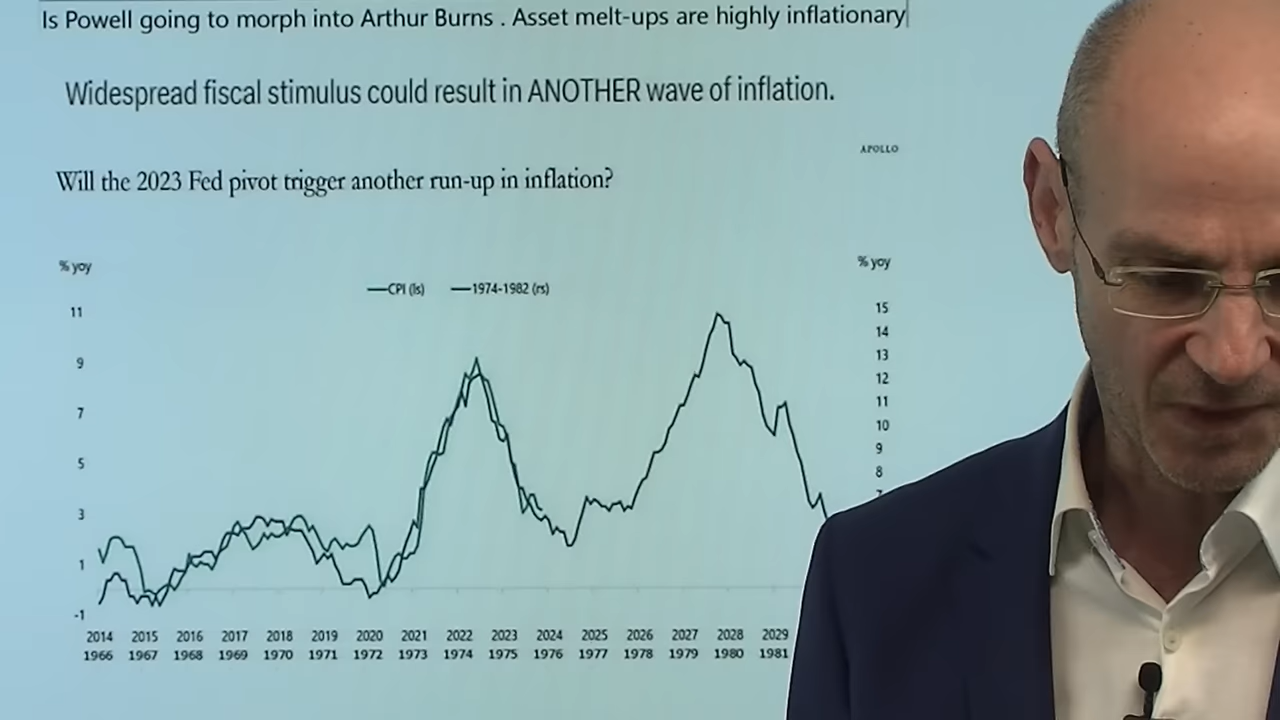 Is Powell going to morph into Arthur Burns . Asset melt-ups are highly inflationary
Widespread fiscal stimulus could result in ANOTHER wave of inflation.
APOLLO
Will the 2023 Fed pivot trigger another run-up in inflation?
% yoy
% yoy
CPI (ls) 1974-1982 (rs)
11
15
14
9
13
12
7
11
10
5
9
8
3
7
1
-1
2014 2015 2016 2017 2018 2019 2020 2021 2022 2023 2024 2025 2026 2027 2028 2029
1966 1967 1968 1969 1970 1971 1972 1973 1974 1975 1976 1977 1978 1979 1980 1981